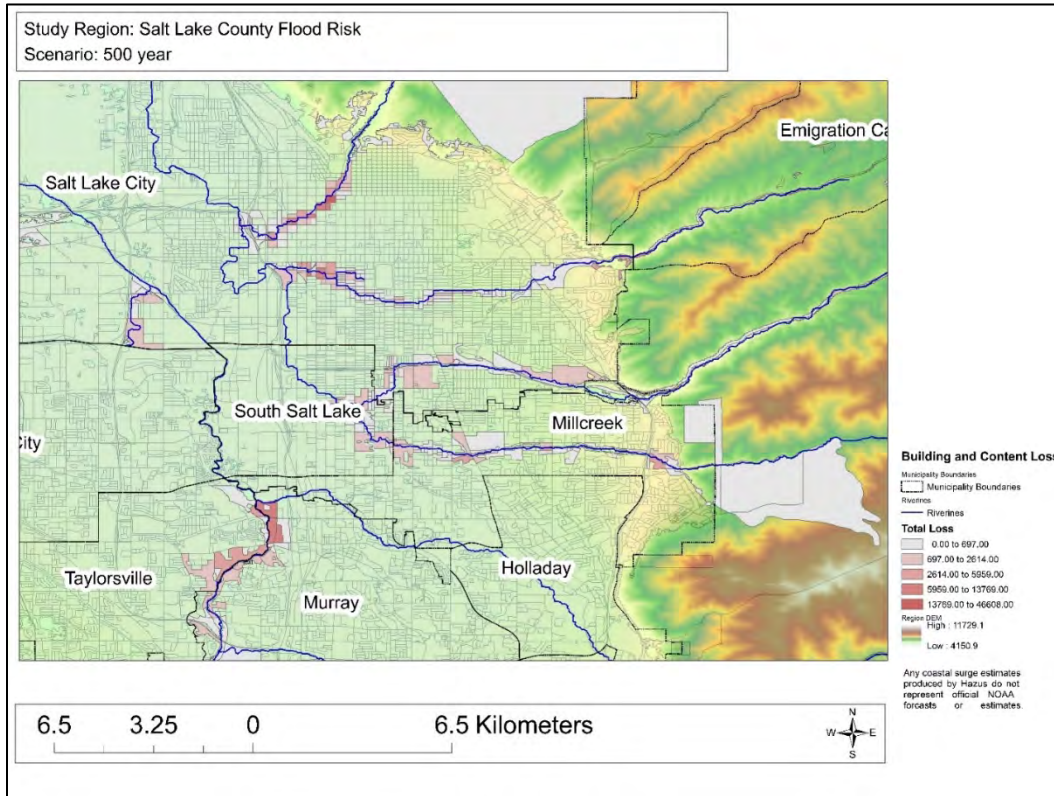 Study Region: Salt Lake County Flood Risk
Scenario: 500 year
Emigration Ca
Salt Lake City
South Salt Lake
Millcreek
City
Taylorsville
Murray
Holladay
Building and Content Loss
Municipality Boundaries
Municipality Boundaries
Riverines
Riverines
Total Loss
0.00 to 697.00
697.00 to 2614.00
2614.00 to 5959.00
5959.00 to 13769.00
13769.00 to 46608.00
Region DEM
High : 11729.1
Low : 4150.9
Any coastal surge estimates
produced by Hazus do not
represent official NOAA
forcasts or estimates.
6.5 3.25 0 6.5 Kilometers
N
W E
S